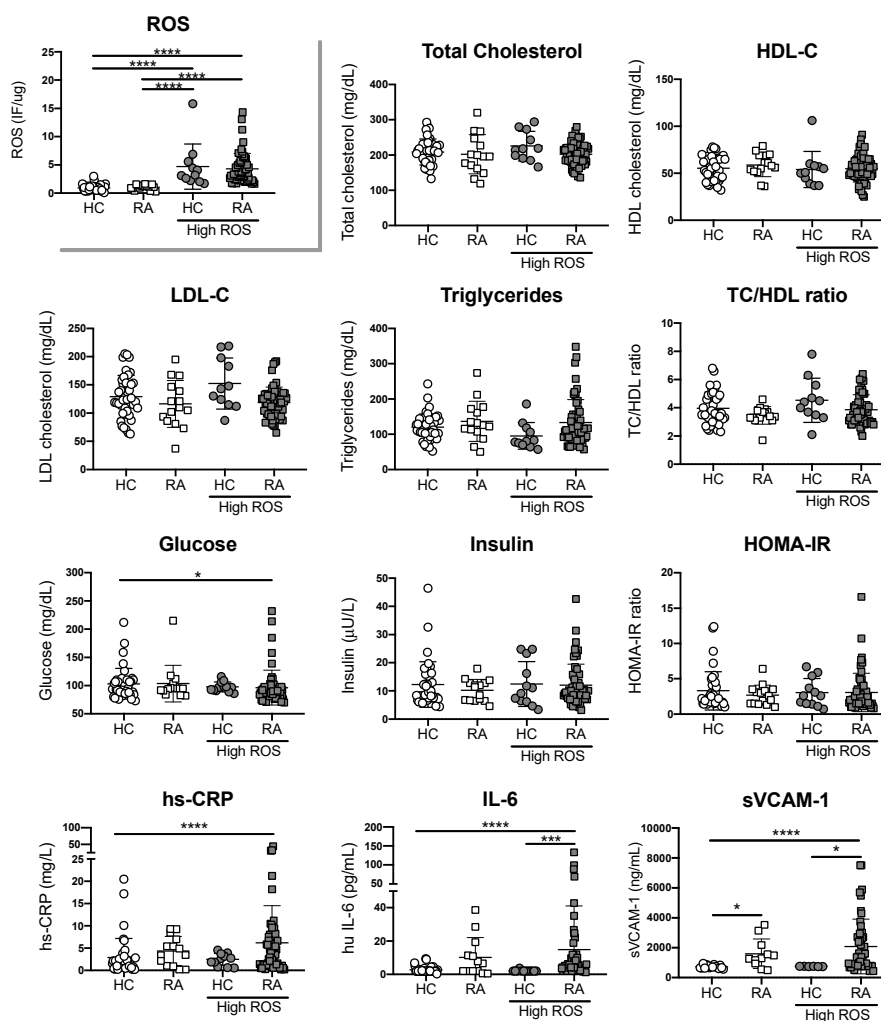 ROS
****
****
****
****
ROS (IF/ug)
25
20
15
10
5
0
HC RA HC RA
High ROS
Total Cholesterol
Total cholesterol (mg/dL)
400
300
200
100
0
HC RA HC RA
High ROS
HDL-C
HDL cholesterol (mg/dL)
150
100
50
0
HC RA HC RA
High ROS
LDL-C
LDL cholesterol (mg/dL)
250
200
150
100
50
0
HC RA HC RA
High ROS
Triglycerides
Triglycerides (mg/dL)
400
300
200
100
0
HC RA HC RA
High ROS
TC/HDL ratio
TC/HDL ratio
10
8
6
4
2
0
HC RA HC RA
High ROS
Glucose
*
Glucose (mg/dL)
300
250
200
150
100
50
HC RA HC RA
High ROS
Insulin
Insulin (µU/L)
50
40
30
20
10
0
HC RA HC RA
High ROS
HOMA-IR
HOMA-IR ratio
20
15
10
5
0
HC RA HC RA
High ROS
hs-CRP
****
hs-CRP (mg/L)
100
50
25
20
15
10
5
0
HC RA HC RA
High ROS
IL-6
****
***
hu IL-6 (pg/mL)
200
150
100
50
40
20
0
HC RA HC RA
High ROS
sVCAM-1
****
*
*
sVCAM-1 (ng/mL)
10000
8000
6000
4000
2000
0
HC RA HC RA
High ROS